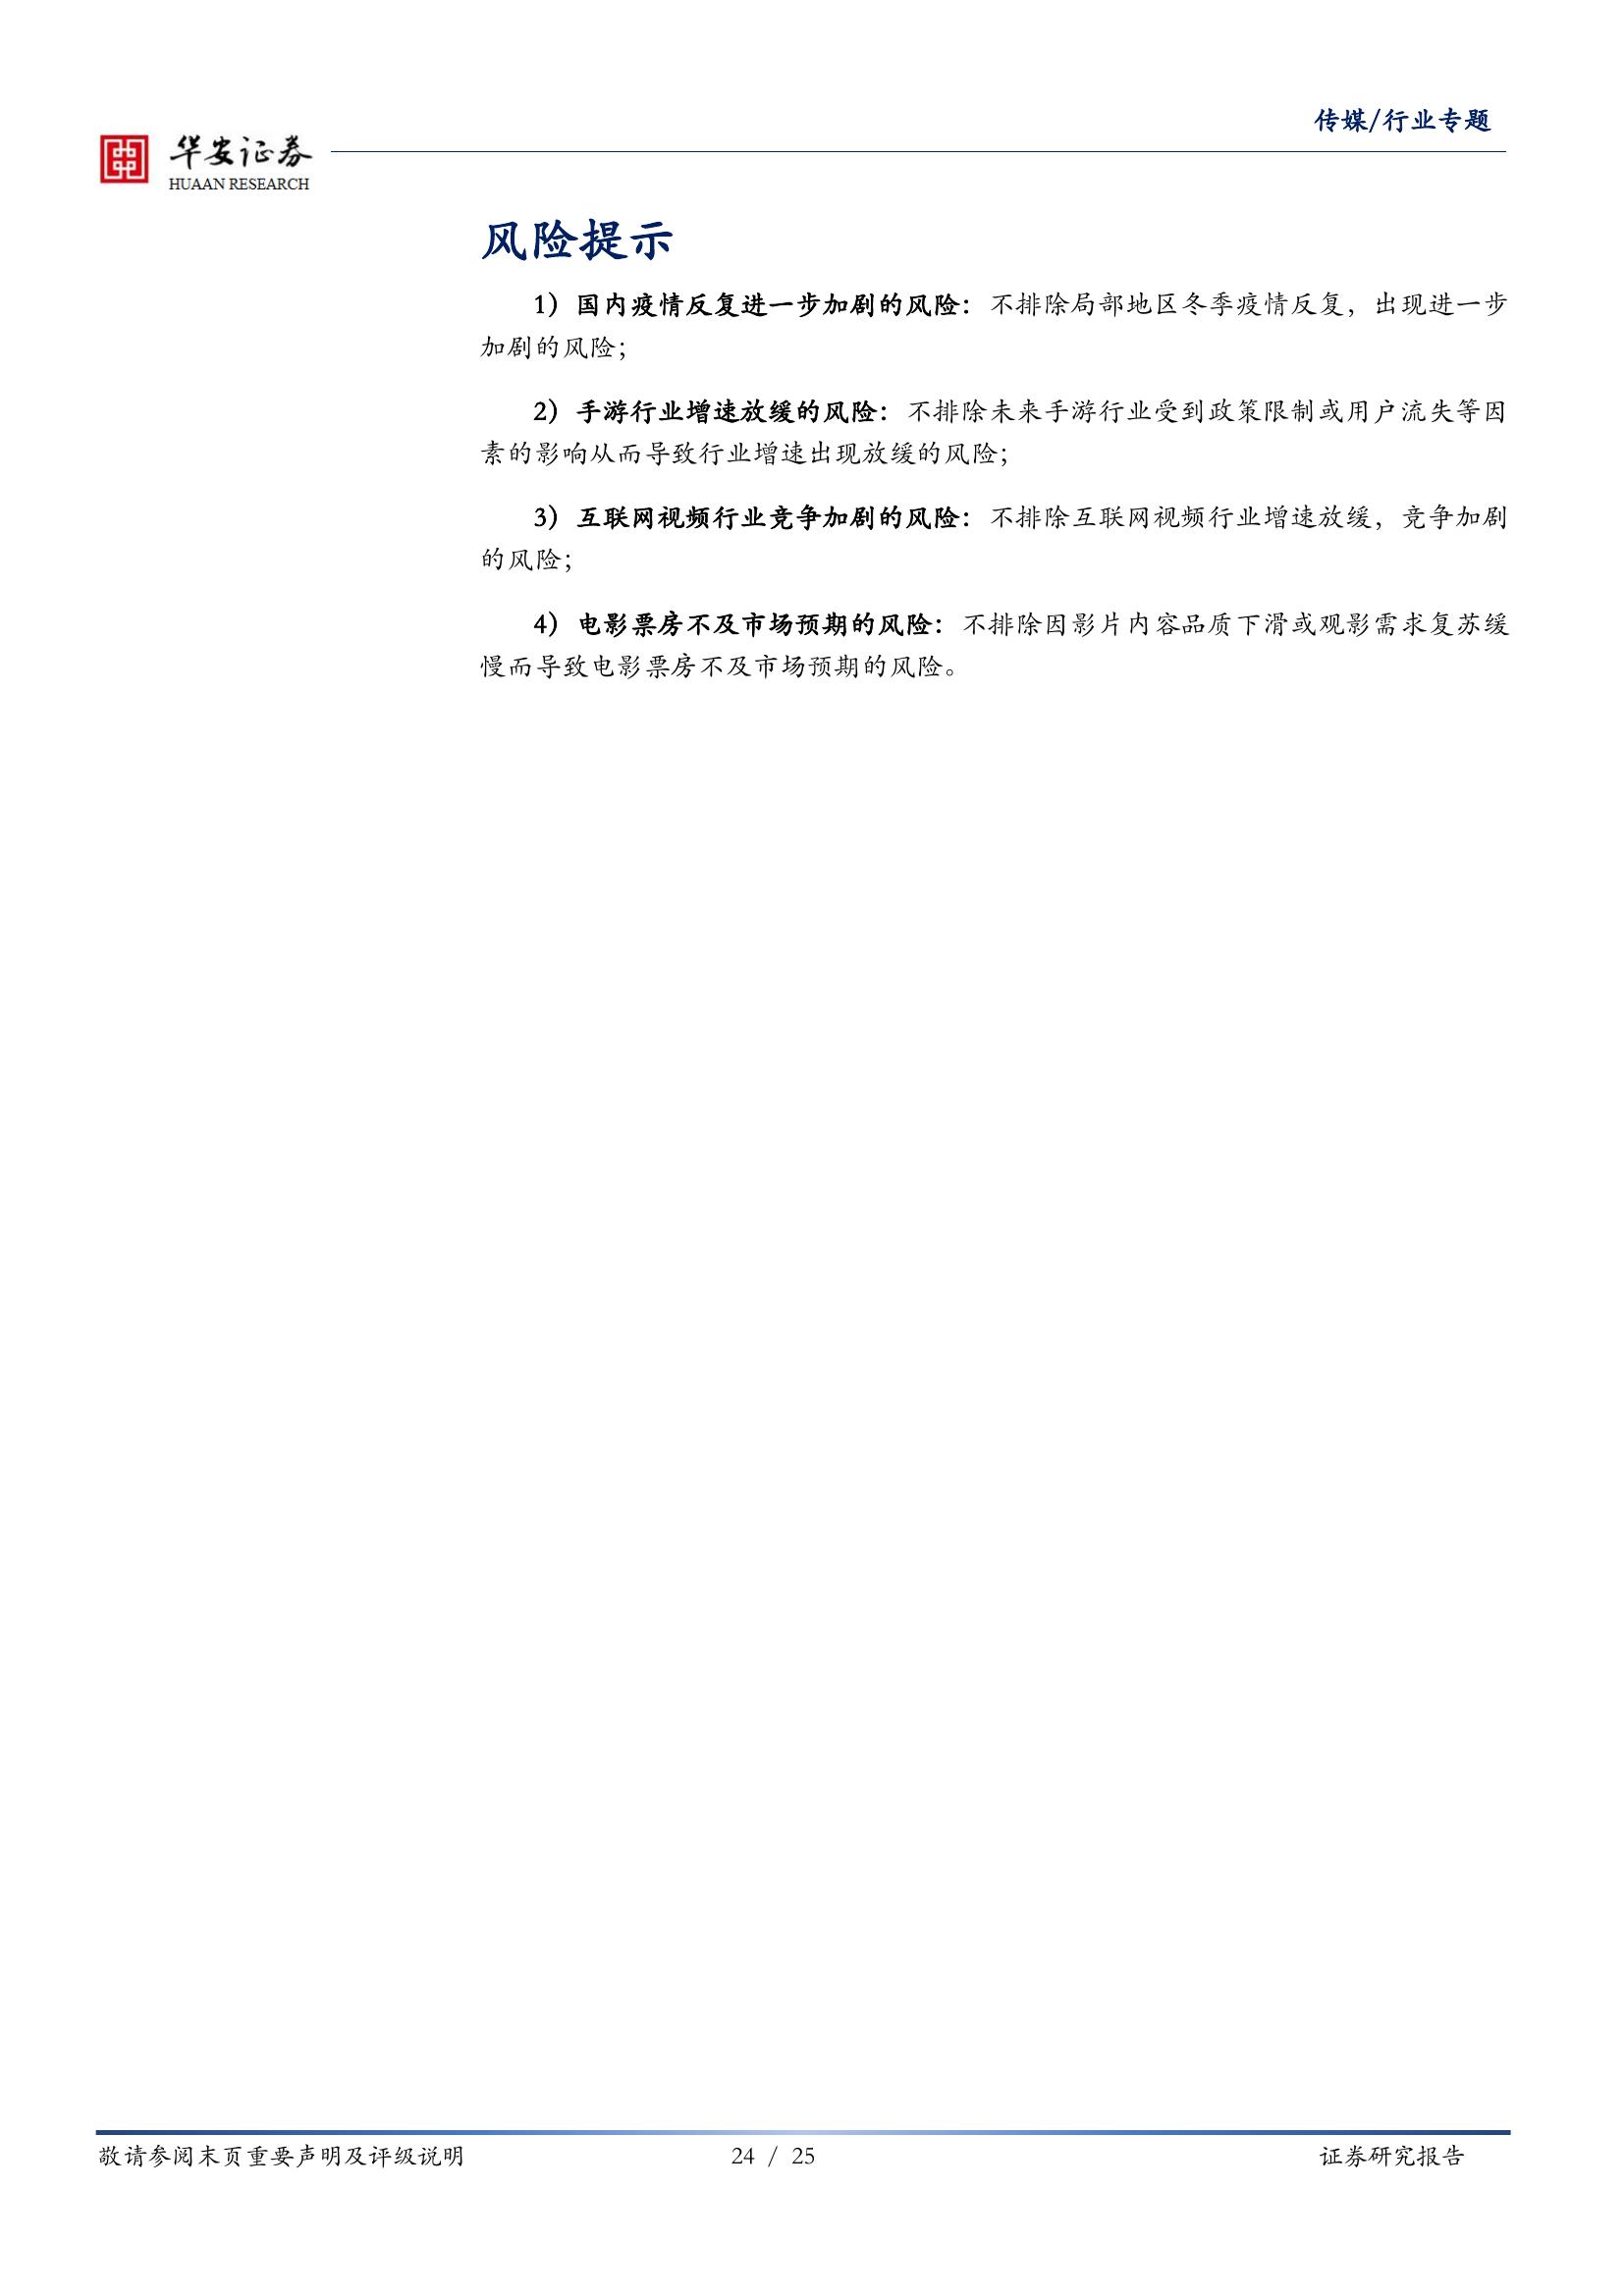 传媒/行业专题
华安证券
HUAAN RESEARCH
风险提示
1）国内疫情反复进一步加剧的风险：不排除局部地区冬季疫情反复，出现进一步
加剧的风险；
2）手游行业增速放缓的风险：不排除未来手游行业受到政策限制或用户流失等因
素的影响从而导致行业增速出现放缓的风险；
3）互联网视频行业竞争加剧的风险：不排除互联网视频行业增速放缓，竞争加剧
的风险；
4）电影票房不及市场预期的风险：不排除因影片内容品质下滑或观影需求复苏缓
慢而导致电影票房不及市场预期的风险。
敬请参阅末页重要声明及评级说明 24 / 25 证券研究报告